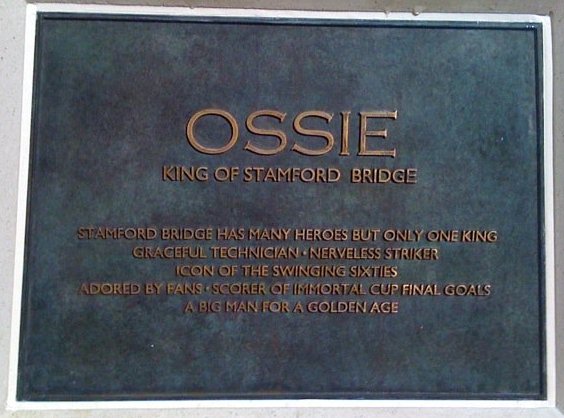 OSSIE
KING OF STAMFORD BRIDGE
STAMFORD BRIDGE HAS MANY HEROES BUT ONLY ONE KING
GRACEFUL TECHNICIAN · NERVELESS STRIKER
ICON OF THE SWINGING SIXTIES
ADORED BY FANS · SCORER OF IMMORTAL CUP FINAL GOALS
A BIG MAN FOR A GOLDEN AGE